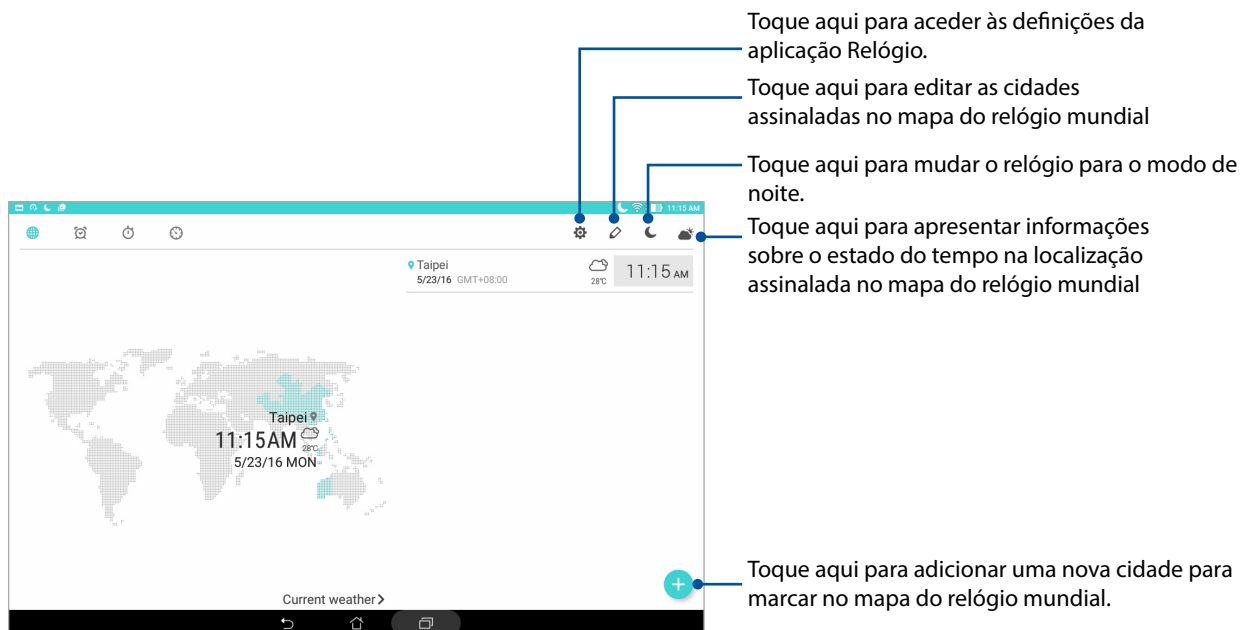 Toque aqui para aceder às definições da
aplicação Relógio.
Toque aqui para editar as cidades
assinaladas no mapa do relógio mundial
Toque aqui para mudar o relógio para o modo de
noite.
Toque aqui para apresentar informações
sobre o estado do tempo na localização
assinalada no mapa do relógio mundial
11:15 AM
Taipei
5/23/16 GMT+08:00
28°C
11:15 AM
Taipei
11:15AM
28°C
5/23/16 MON
Toque aqui para adicionar uma nova cidade para
marcar no mapa do relógio mundial.
Current weather